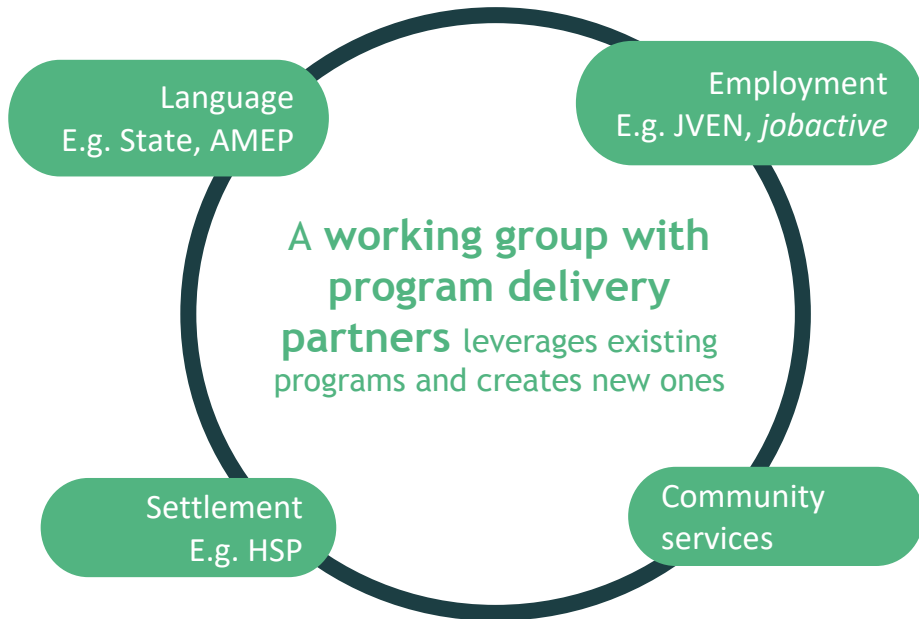 Language
E.g. State, AMEP
Employment
E.g. JVEN, jobactive
A working group with
program delivery
partners leverages existing
programs and creates new ones
Settlement
E.g. HSP
Community
services